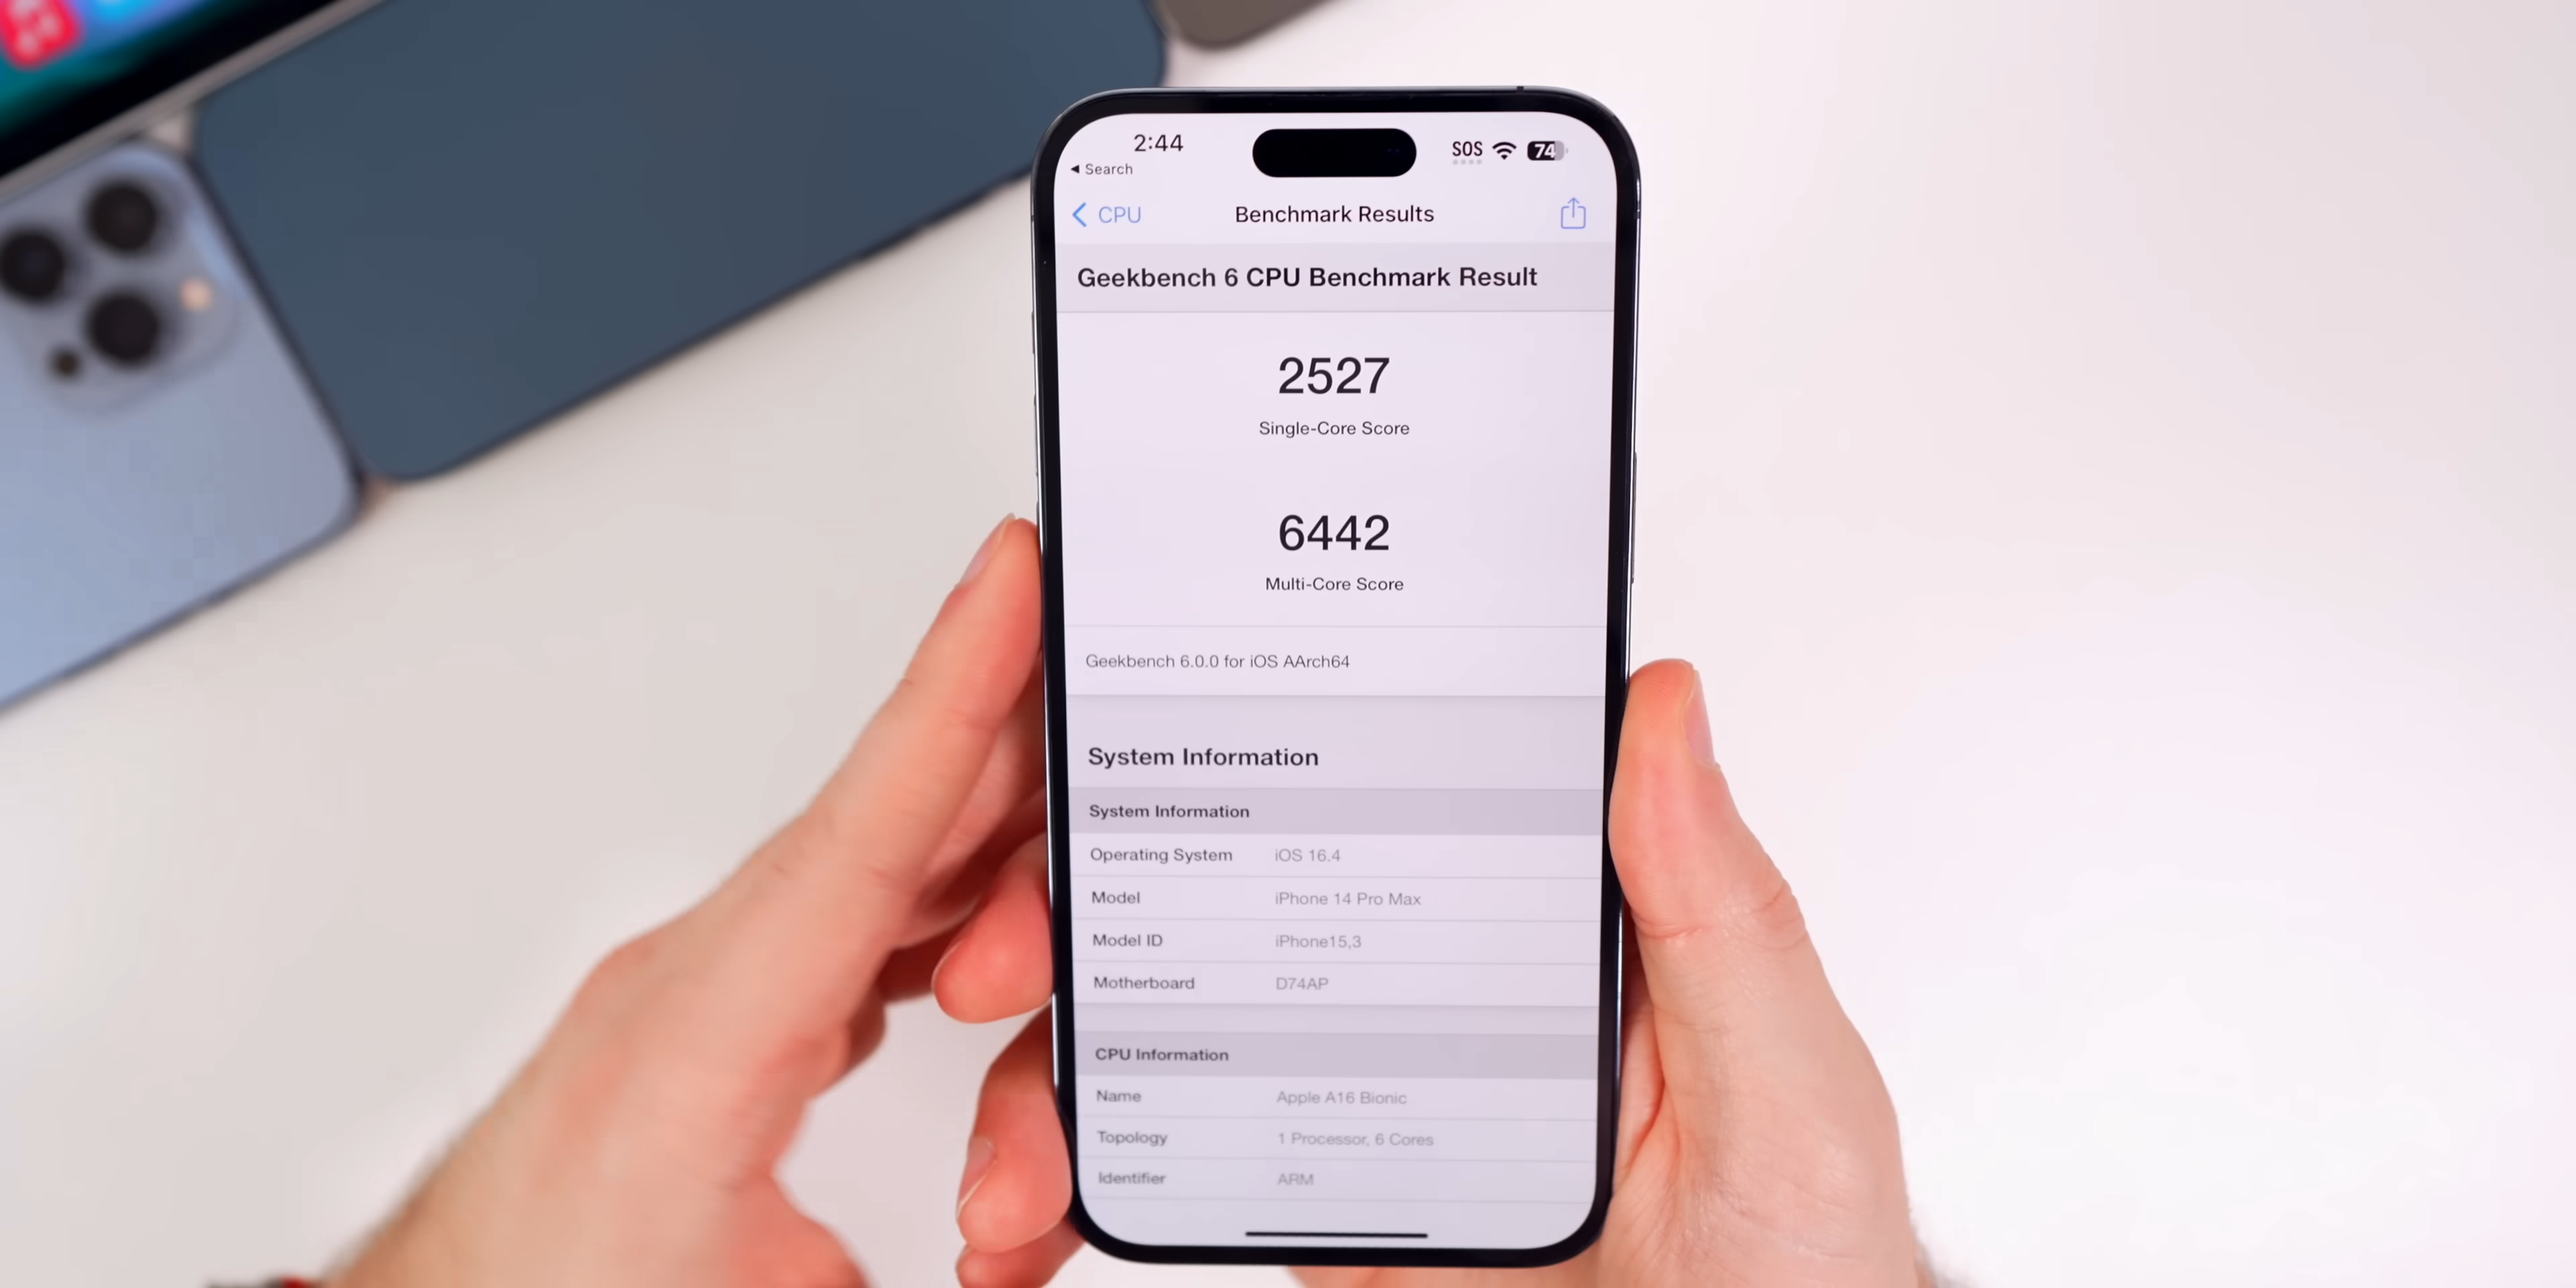 2:44
SOS 74
◀ Search
CPU
Benchmark Results
Geekbench 6 CPU Benchmark Result
2527
Single-Core Score
6442
Multi-Core Score
Geekbench 6.0.0 for iOS AArch64
System Information
System Information
Operating System iOS 16.4
Model iPhone 14 Pro Max
Model ID iPhone15,3
Motherboard D74AP
CPU Information
Name Apple A16 Bionic
Topology 1 Processor, 6 Cores
Identifier ARM